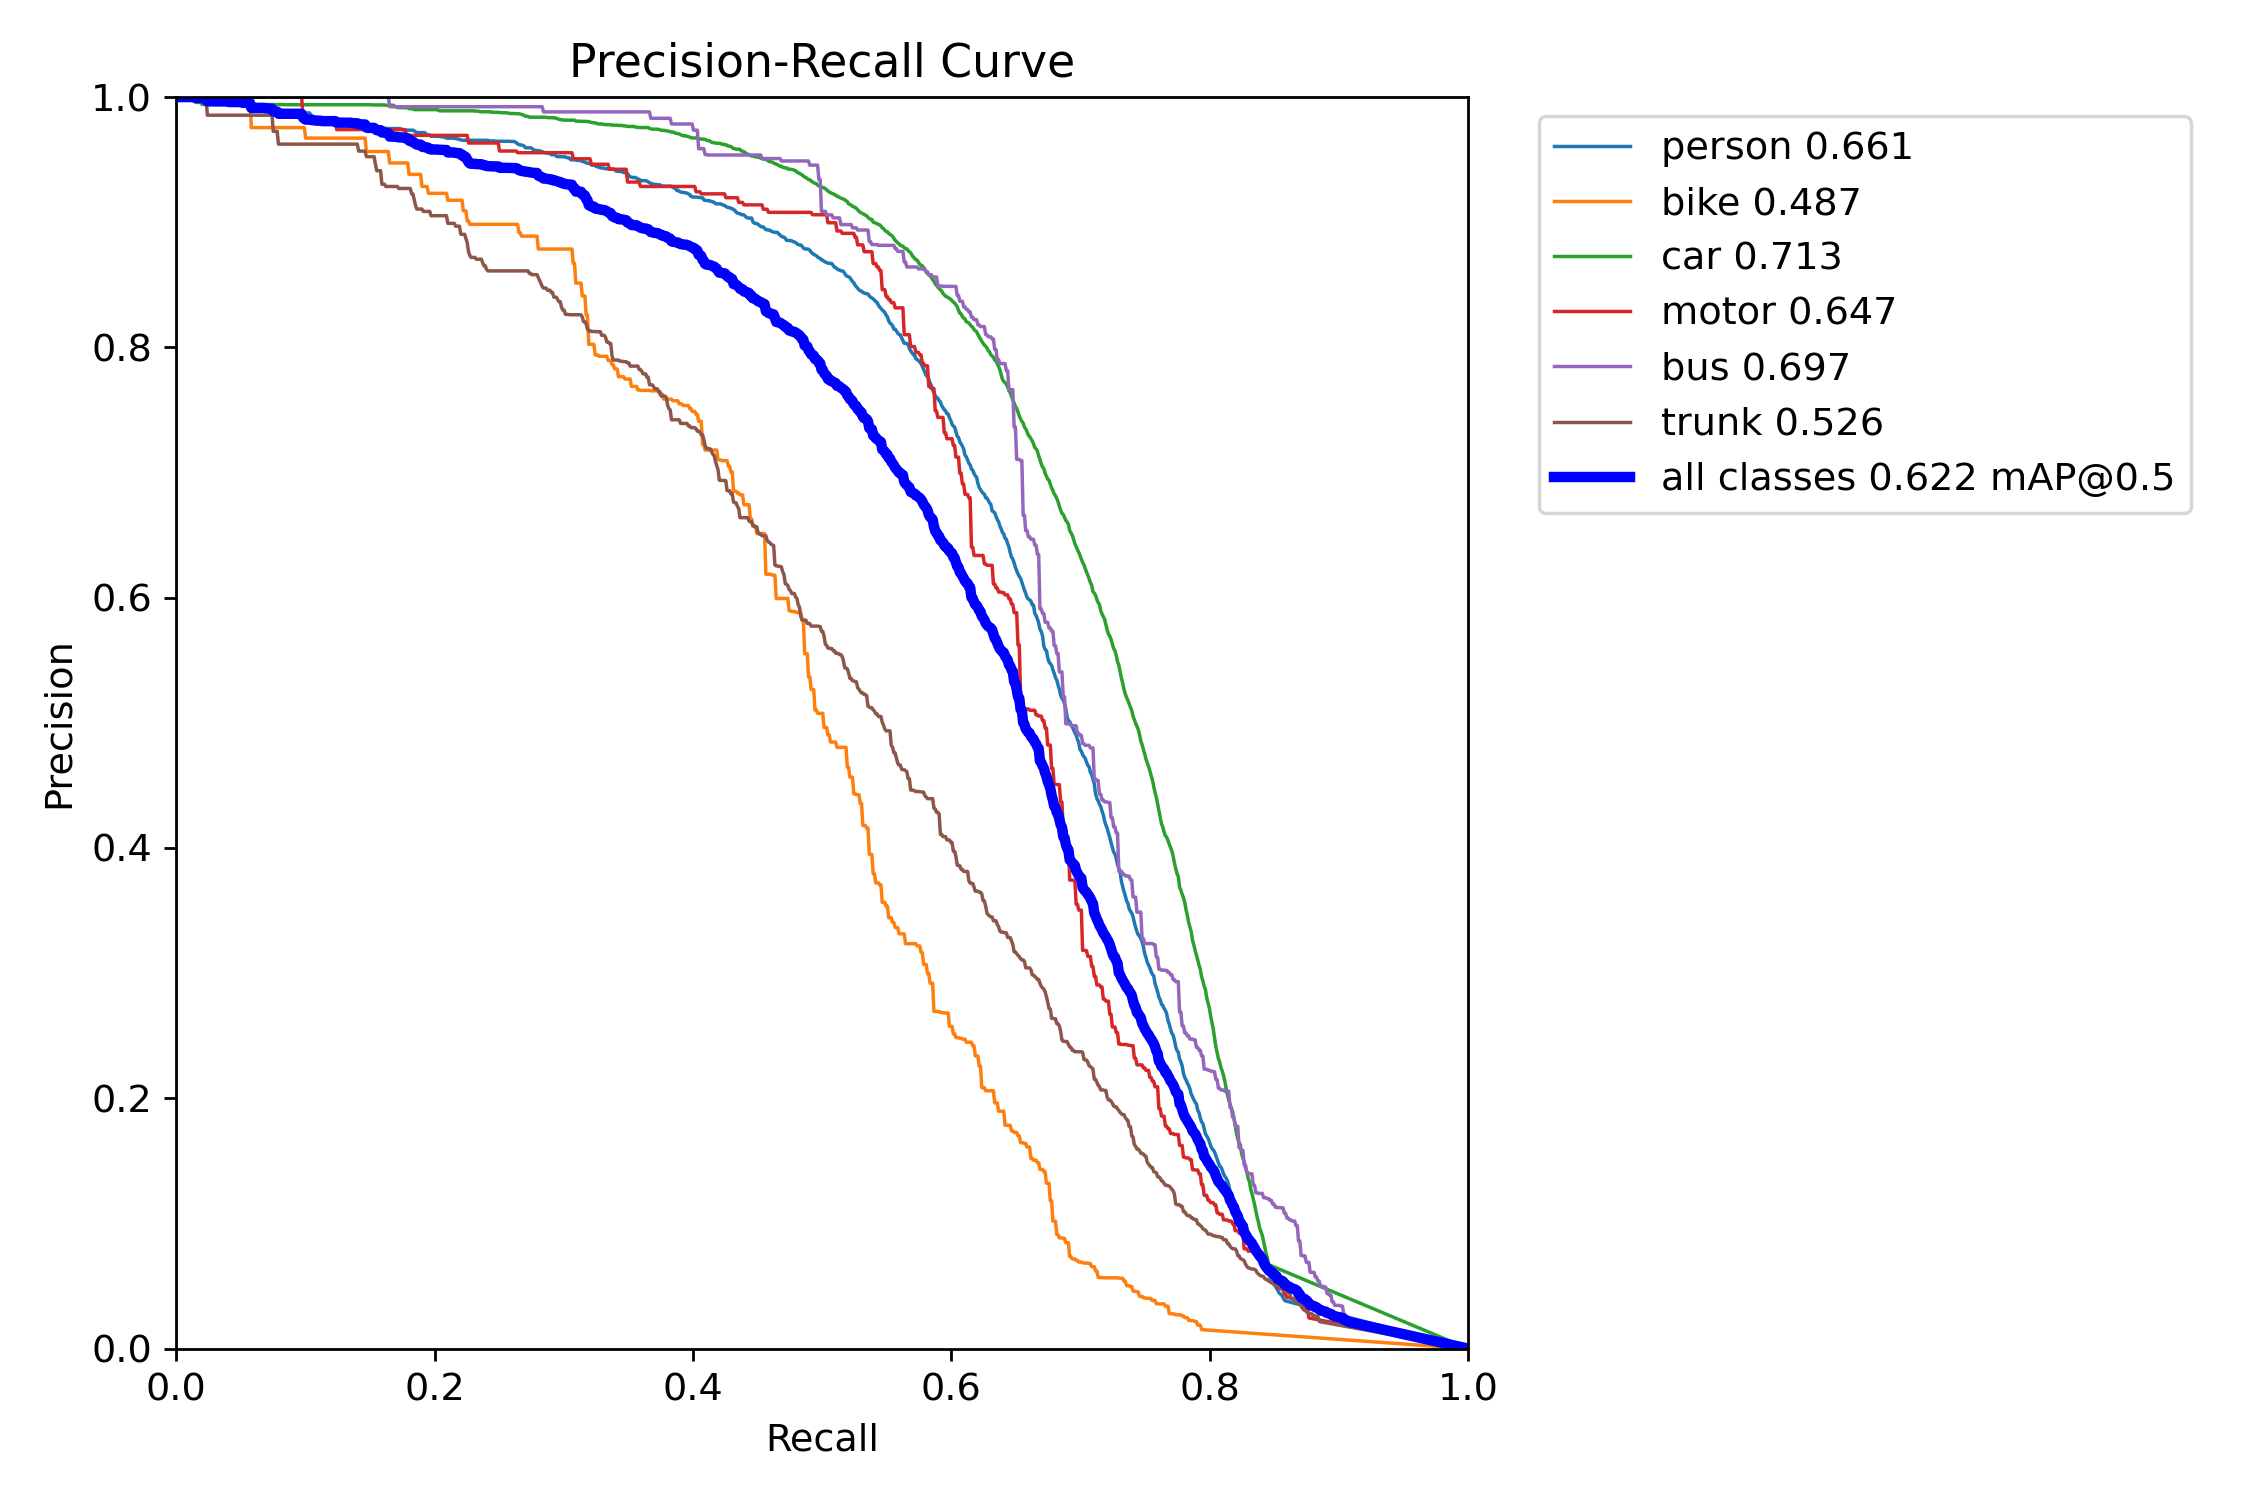 Precision-Recall Curve
1.0
0.8
0.6
0.4
0.2
0.0
Precision
0.0 0.2 0.4 0.6 0.8 1.0
Recall
person 0.661
bike 0.487
car 0.713
motor 0.647
bus 0.697
trunk 0.526
all classes 0.622 mAP@0.5